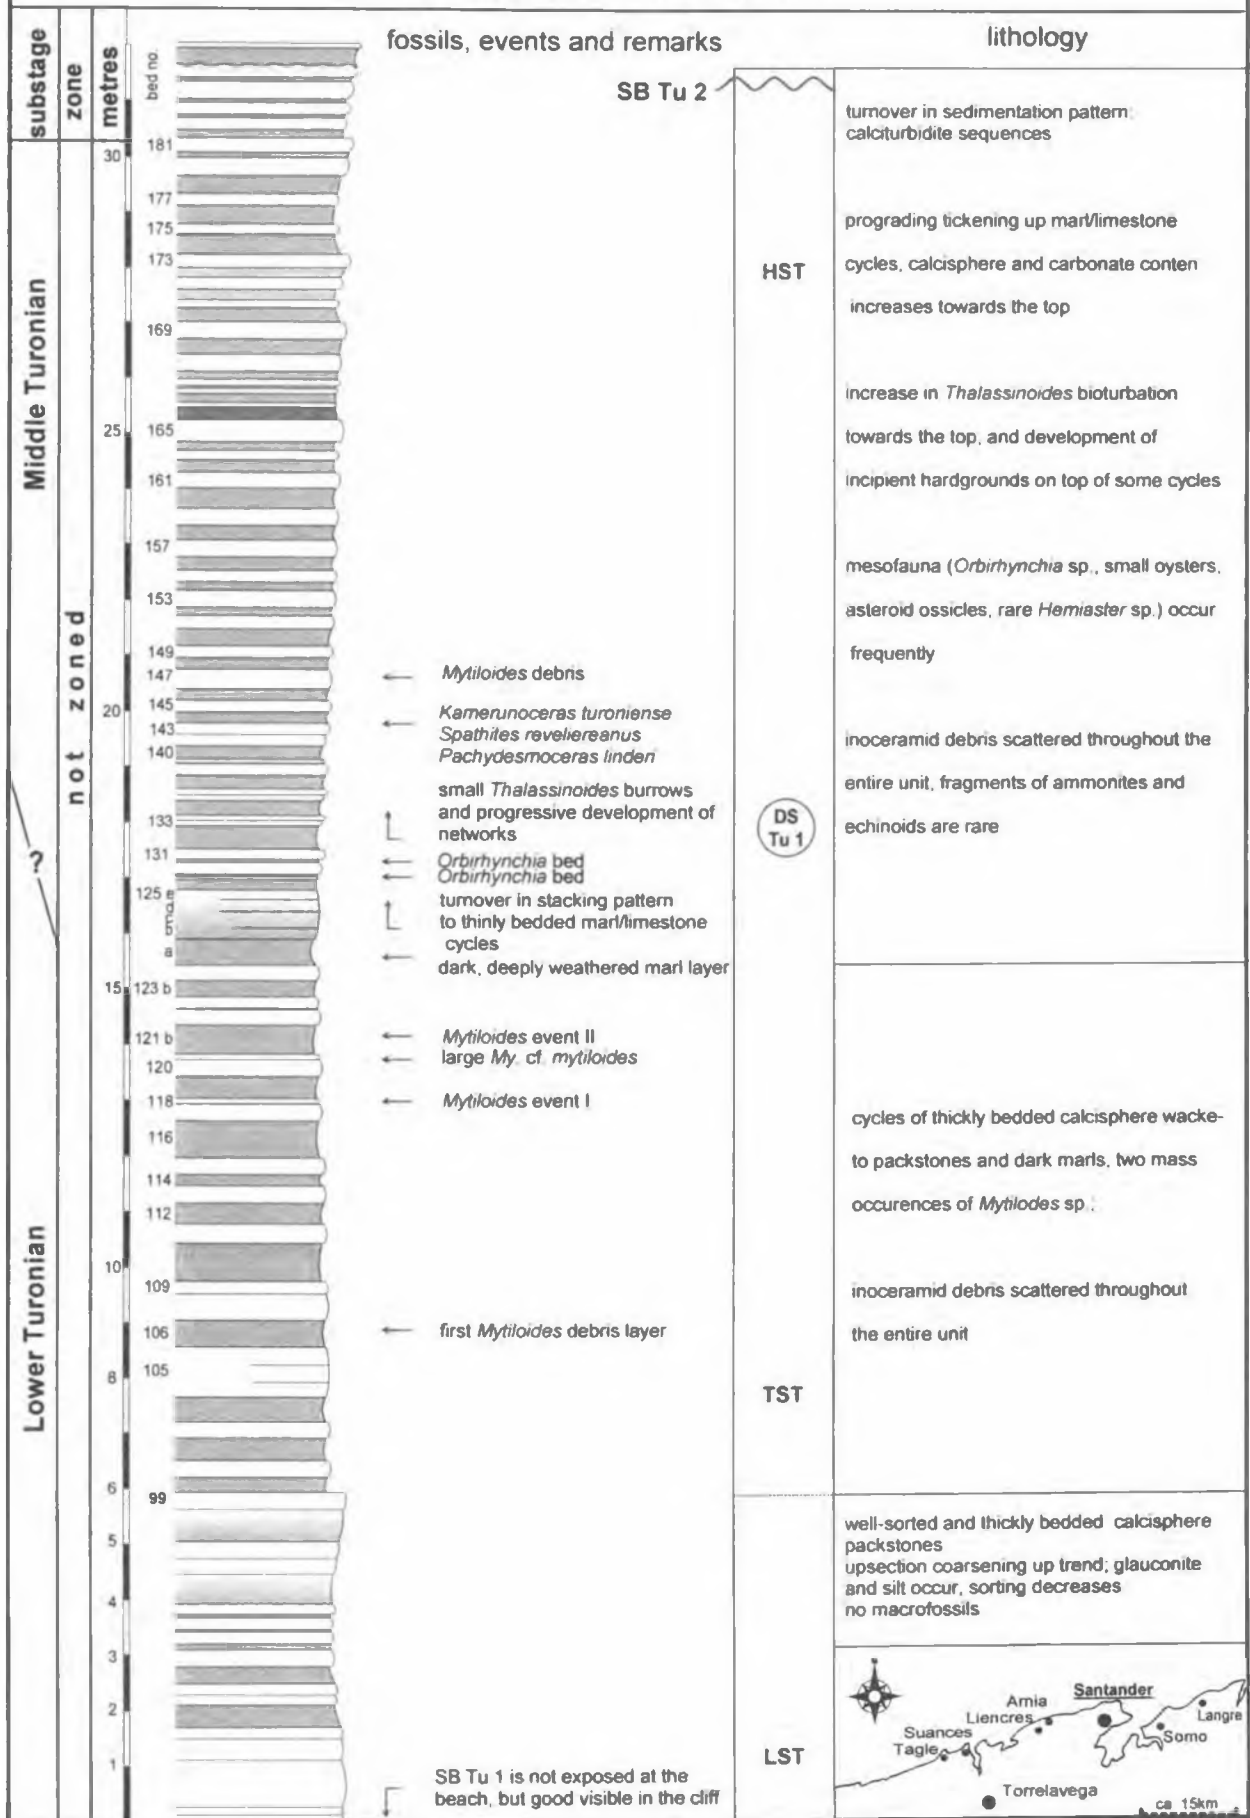 substage
zone
metres
bed no.
fossils, events and remarks
lithology
Middle Turonian
?
Lower Turonian
not zoned
30
25
20
15
10
8
6
5
4
3
2
1
181
177
175
173
169
165
161
157
153
149
147
145
143
140
133
131
125 e
d
b
a
123 b
121 b
120
118
116
114
112
109
106
105
99
SB Tu 2
Mytiloides debris
Kamerunoceras turoniense
Spathites reveliereanus
Pachydesmoceras linderi
small Thalassinoides burrows
and progressive development of
networks
Orbirhynchia bed
Orbirhynchia bed
turnover in stacking pattern
to thinly bedded marl/limestone
cycles
dark, deeply weathered marl layer
Mytiloides event II
large My. cf. mytiloides
Mytiloides event I
first Mytiloides debris layer
SB Tu 1 is not exposed at the
beach, but good visible in the cliff
HST
DS
Tu 1
TST
LST
turnover in sedimentation pattern
calciturbidite sequences
prograding tickening up marl/limestone
cycles, calcisphere and carbonate conten
increases towards the top
increase in Thalassinoides bioturbation
towards the top, and development of
incipient hardgrounds on top of some cycles
mesofauna (Orbirhynchia sp., small oysters,
asteroid ossicles, rare Hemiaster sp.) occur
frequently
inoceramid debris scattered throughout the
entire unit, fragments of ammonites and
echinoids are rare
cycles of thickly bedded calcisphere wacke-
to packstones and dark marls, two mass
occurences of Mytilodes sp.;
inoceramid debris scattered throughout
the entire unit
well-sorted and thickly bedded calcisphere
packstones
upsection coarsening up trend; glauconite
and silt occur, sorting decreases
no macrofossils
N
Santander
Arnia
Liencres
Langre
Suances
Somo
Tagle
Torrelavega
ca 15km